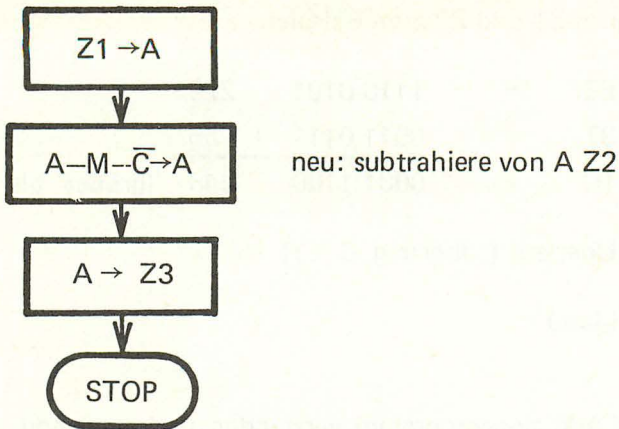 Z1 →A
A—M--C̅→A
neu: subtrahiere von A Z2
A → Z3
STOP